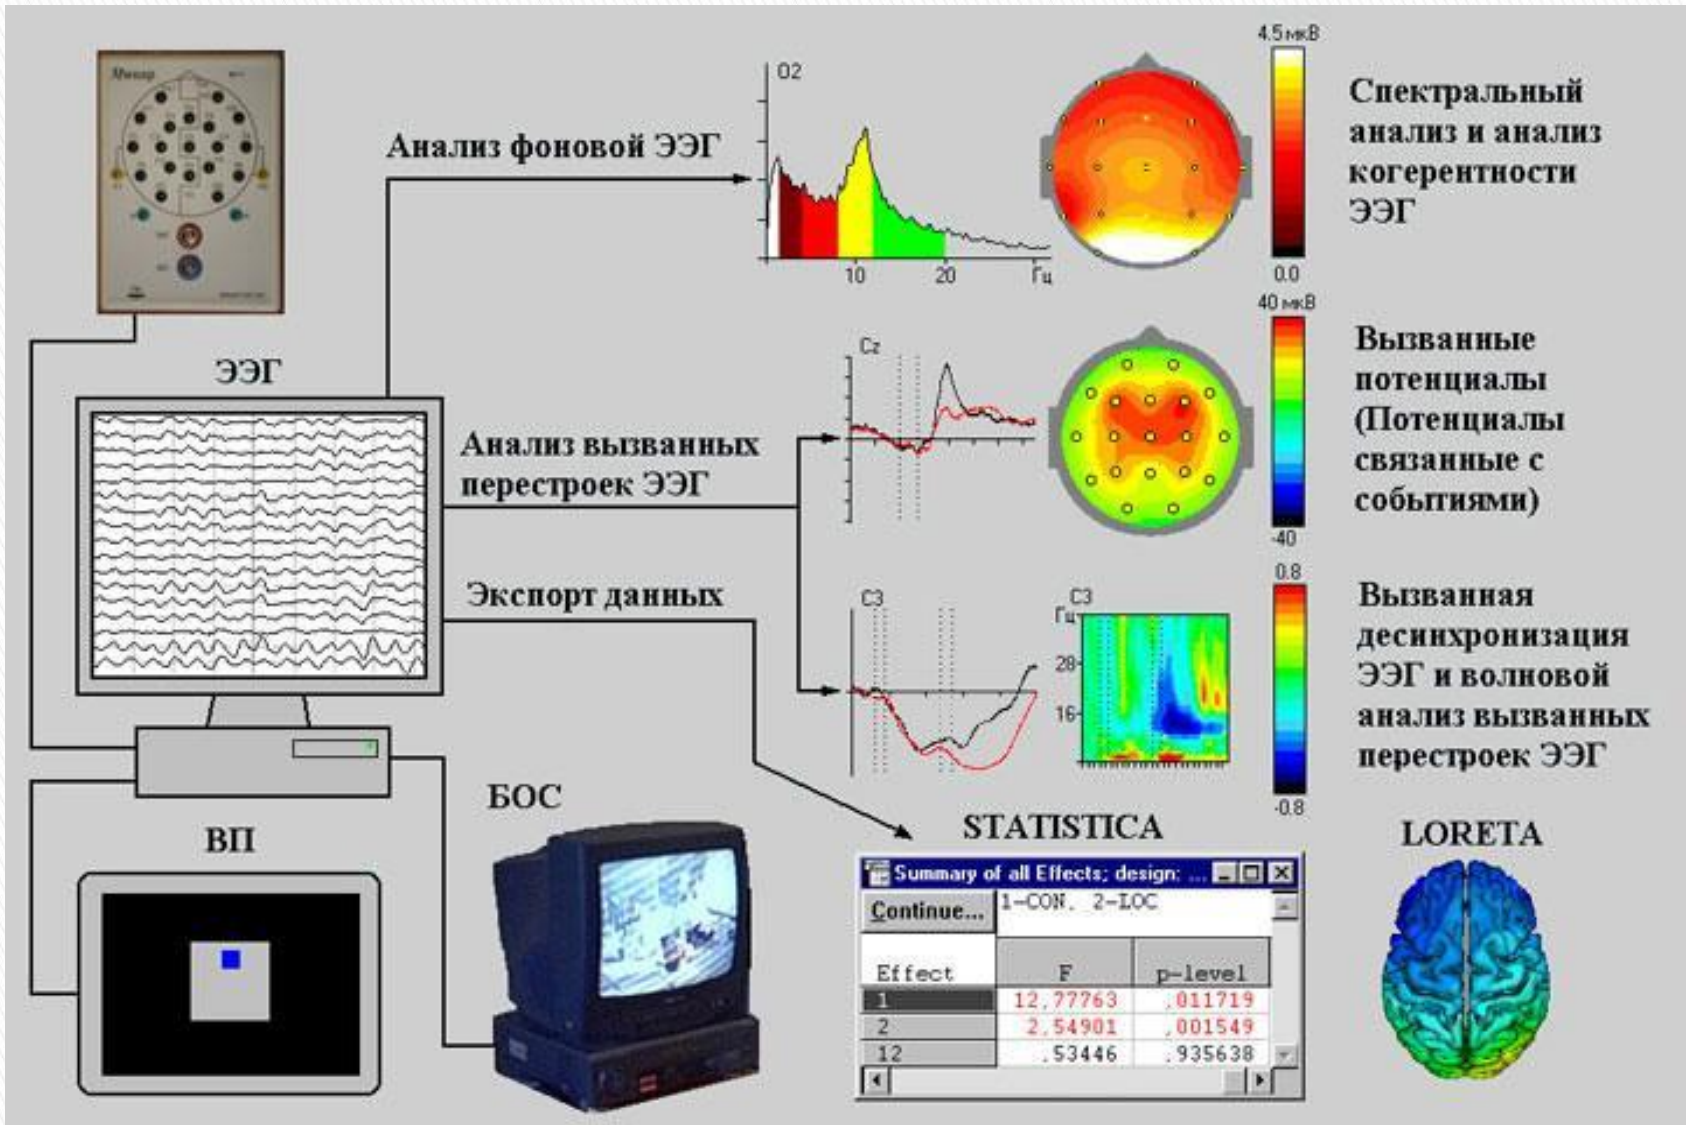 Мицар
ЭЭГ
Анализ фоновой ЭЭГ
O2
10
20
Гц
4.5 мкВ
0.0
Спектральный
анализ и анализ
когерентности
ЭЭГ
Анализ вызванных
перестроек ЭЭГ
Cz
40 мкВ
-40
Вызванные
потенциалы
(Потенциалы
связанные с
событиями)
Экспорт данных
C3
C3
Гц
28
16
0.8
-0.8
Вызванная
десинхронизация
ЭЭГ и волновой
анализ вызванных
перестроек ЭЭГ
ВП
БОС
STATISTICA
Summary of all Effects; design: ...
Continue...
1-CON, 2-LOC
Effect F p-level
1 12,77763 ,011719
2 2,54901 ,001549
12 ,53446 ,935638
LORETA